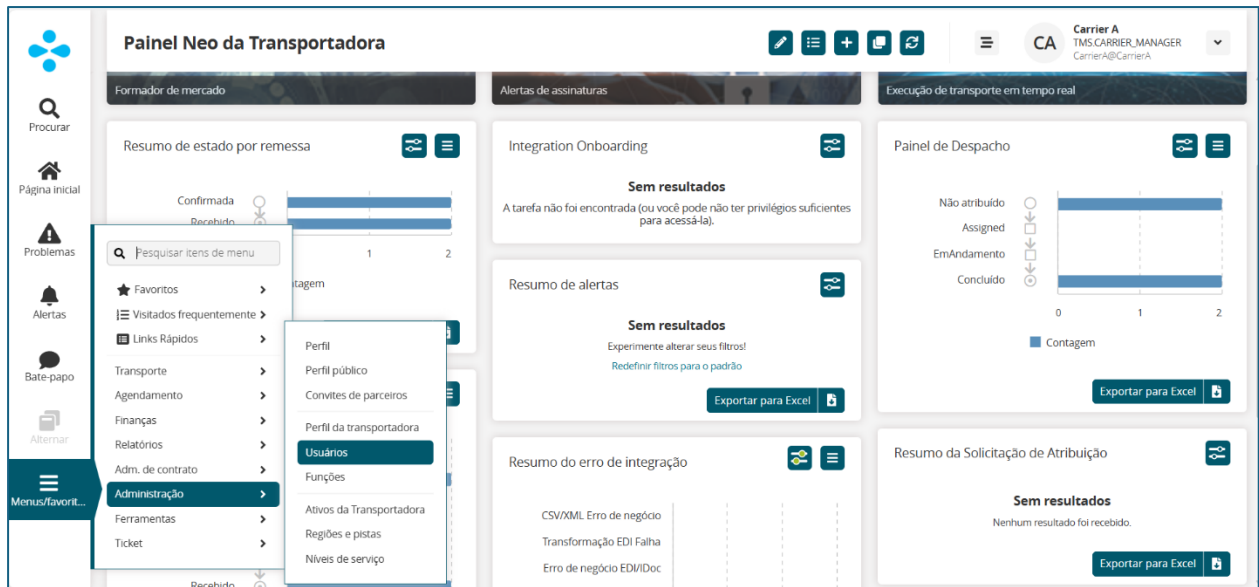 Painel Neo da Transportadora
CA
Carrier A
TMS.CARRIER_MANAGER
CarrierA@CarrierA
Procurar
Página inicial
Problemas
Alertas
Bate-papo
Alternar
Menus/favorit...
Formador de mercado
Alertas de assinaturas
Execução de transporte em tempo real
Resumo de estado por remessa
Confirmada
Recebido
1
2
ntagem
Pesquisar itens de menu
Favoritos
Visitados frequentemente
Links Rápidos
Transporte
Agendamento
Finanças
Relatórios
Adm. de contrato
Administração
Ferramentas
Ticket
Recebido
Perfil
Perfil público
Convites de parceiros
Perfil da transportadora
Usuários
Funções
Ativos da Transportadora
Regiões e pistas
Níveis de serviço
Integration Onboarding
Sem resultados
A tarefa não foi encontrada (ou você pode não ter privilégios suficientes
para acessá-la).
Resumo de alertas
Sem resultados
Experimente alterar seus filtros!
Redefinir filtros para o padrão
Exportar para Excel
Resumo do erro de integração
CSV/XML Erro de negócio
Transformação EDI Falha
Erro de negócio EDI/IDoc
Painel de Despacho
Não atribuído
Assigned
EmAndamento
Concluído
0
1
2
Contagem
Exportar para Excel
Resumo da Solicitação de Atribuição
Sem resultados
Nenhum resultado foi recebido.
Exportar para Excel